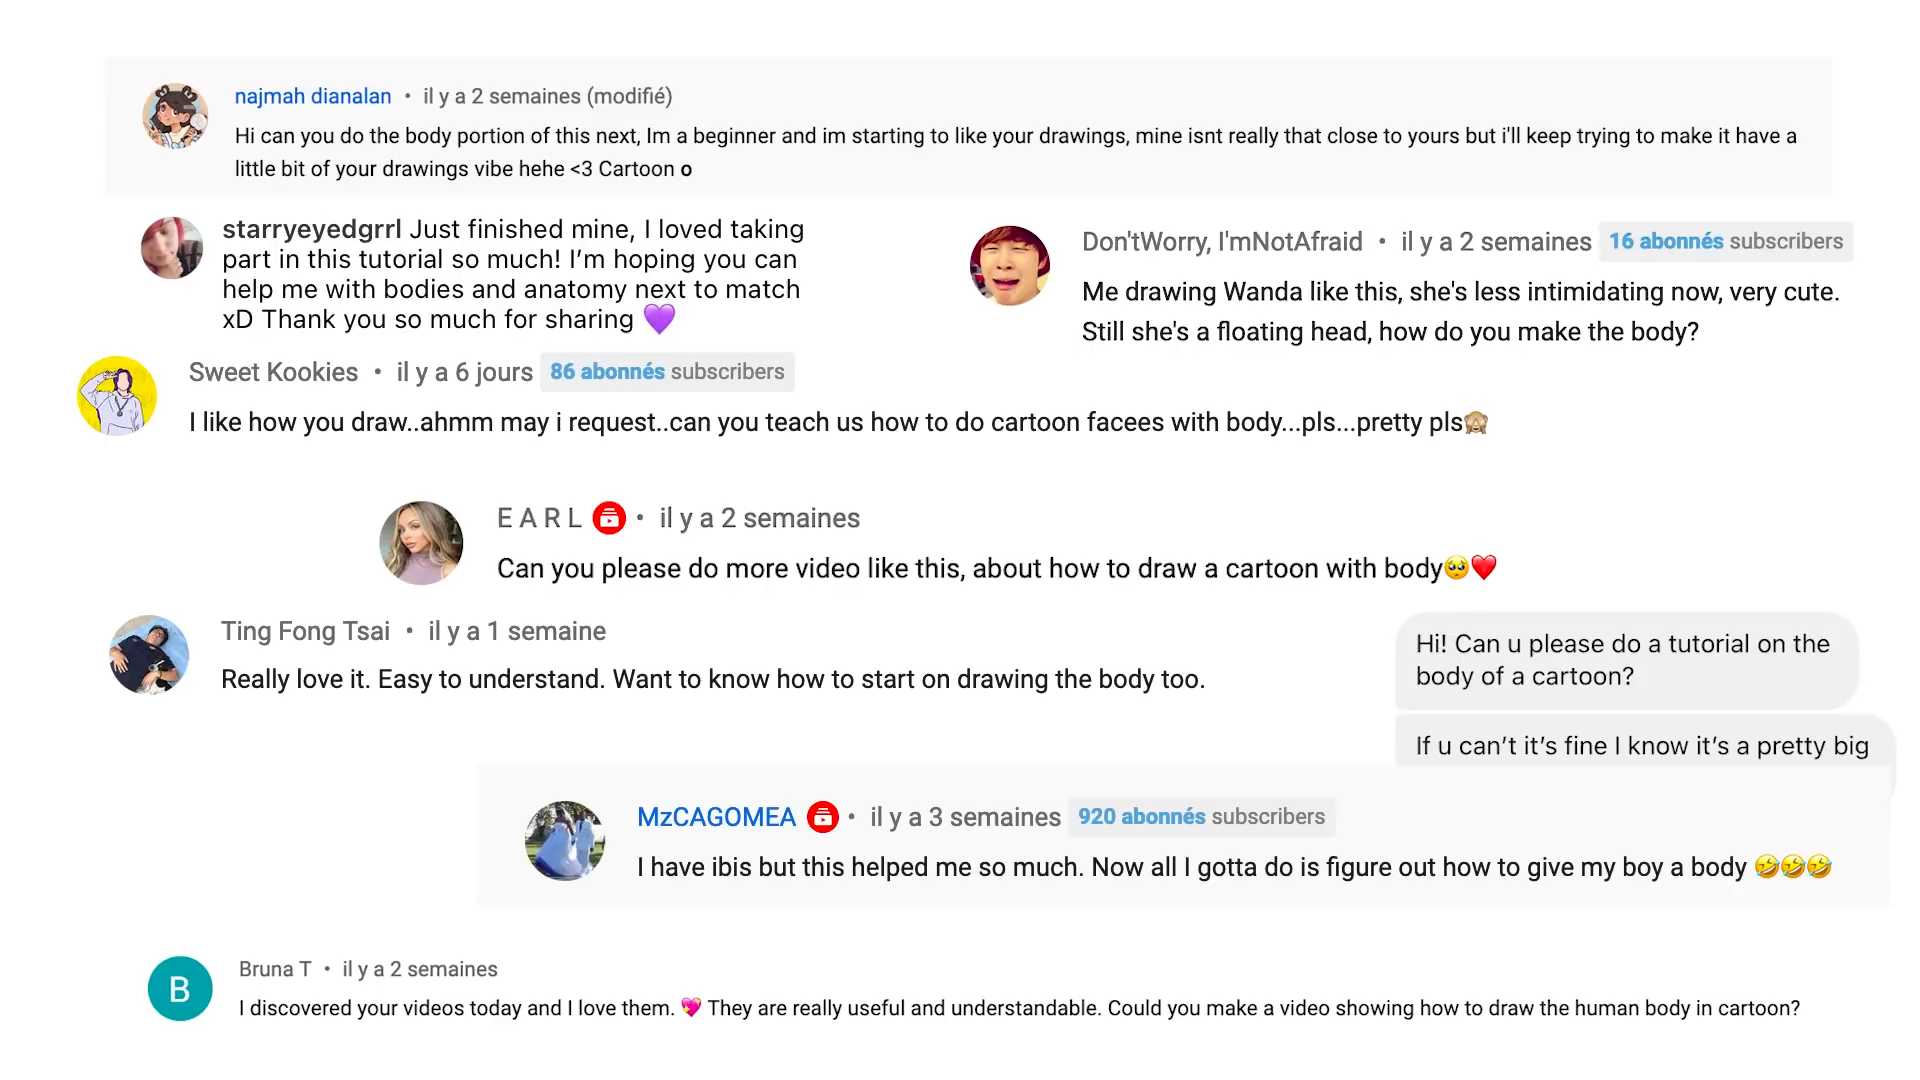 najmah dianalan • il y a 2 semaines (modifié)
Hi can you do the body portion of this next, Im a beginner and im starting to like your drawings, mine isnt really that close to yours but i'll keep trying to make it have a
little bit of your drawings vibe hehe <3 Cartoon o
starryeyedgrrl Just finished mine, I loved taking
part in this tutorial so much! I’m hoping you can
help me with bodies and anatomy next to match
xD Thank you so much for sharing 💜
Don'tWorry, I'mNotAfraid • il y a 2 semaines 16 abonnés subscribers
Me drawing Wanda like this, she's less intimidating now, very cute.
Still she's a floating head, how do you make the body?
Sweet Kookies • il y a 6 jours 86 abonnés subscribers
I like how you draw..ahmm may i request..can you teach us how to do cartoon facees with body...pls...pretty pls🙈
E A R L • il y a 2 semaines
Can you please do more video like this, about how to draw a cartoon with body🥺❤️
Ting Fong Tsai • il y a 1 semaine
Really love it. Easy to understand. Want to know how to start on drawing the body too.
Hi! Can u please do a tutorial on the
body of a cartoon?
If u can’t it’s fine I know it’s a pretty big
MzCAGOMEA • il y a 3 semaines 920 abonnés subscribers
I have ibis but this helped me so much. Now all I gotta do is figure out how to give my boy a body 🤣🤣🤣
B
Bruna T • il y a 2 semaines
I discovered your videos today and I love them. 💖 They are really useful and understandable. Could you make a video showing how to draw the human body in cartoon?